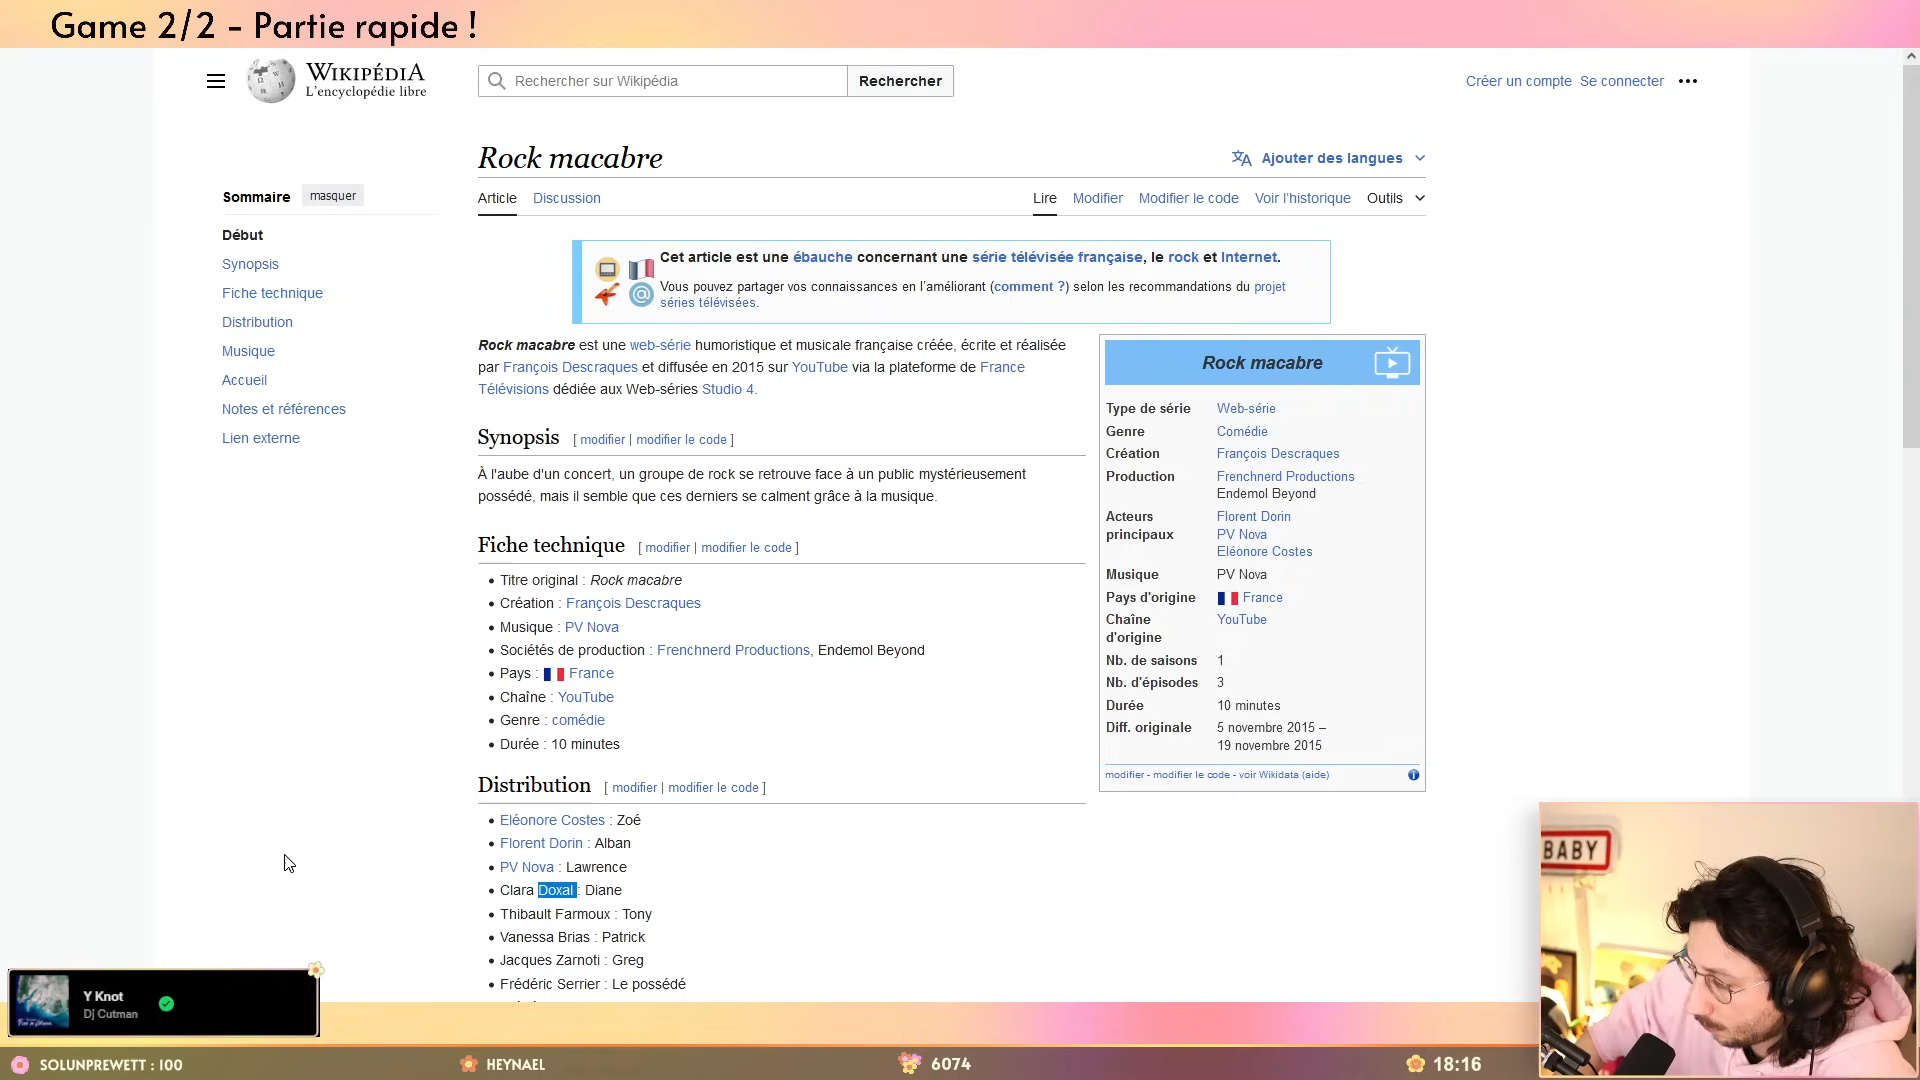 Game 2/2 - Partie rapide !
WIKIPÉDIA
L'encyclopédie libre
Rechercher sur Wikipédia
Rechercher
Créer un compte Se connecter
Rock macabre
Ajouter des langues
Article Discussion
Lire Modifier Modifier le code Voir l'historique Outils
Sommaire masquer
Début
Synopsis
Fiche technique
Distribution
Musique
Accueil
Notes et références
Lien externe
Cet article est une ébauche concernant une série télévisée française, le rock et Internet.
Vous pouvez partager vos connaissances en l'améliorant (comment ?) selon les recommandations du projet
séries télévisées.
Rock macabre est une web-série humoristique et musicale française créée, écrite et réalisée
par François Descraques et diffusée en 2015 sur YouTube via la plateforme de France
Télévisions dédiée aux Web-séries Studio 4.
Synopsis [ modifier | modifier le code ]
À l'aube d'un concert, un groupe de rock se retrouve face à un public mystérieusement
possédé, mais il semble que ces derniers se calment grâce à la musique.
Fiche technique [ modifier | modifier le code ]
Titre original : Rock macabre
Création : François Descraques
Musique : PV Nova
Sociétés de production : Frenchnerd Productions, Endemol Beyond
Pays : France
Chaîne : YouTube
Genre : comédie
Durée : 10 minutes
Distribution [ modifier | modifier le code ]
Eléonore Costes : Zoé
Florent Dorin : Alban
PV Nova : Lawrence
Clara Doxal : Diane
Thibault Farmoux : Tony
Vanessa Brias : Patrick
Jacques Zarnoti : Greg
Frédéric Serrier : Le possédé
Rock macabre
Type de série Web-série
Genre Comédie
Création François Descraques
Production Frenchnerd Productions
Endemol Beyond
Acteurs Florent Dorin
principaux PV Nova
Eléonore Costes
Musique PV Nova
Pays d'origine France
Chaîne YouTube
d'origine
Nb. de saisons 1
Nb. d'épisodes 3
Durée 10 minutes
Diff. originale 5 novembre 2015 –
19 novembre 2015
modifier - modifier le code - voir Wikidata (aide)
BABY
Y Knot
Dj Cutman
SOLUNPREWETT : 100
HEYNAEL
6074
18:16